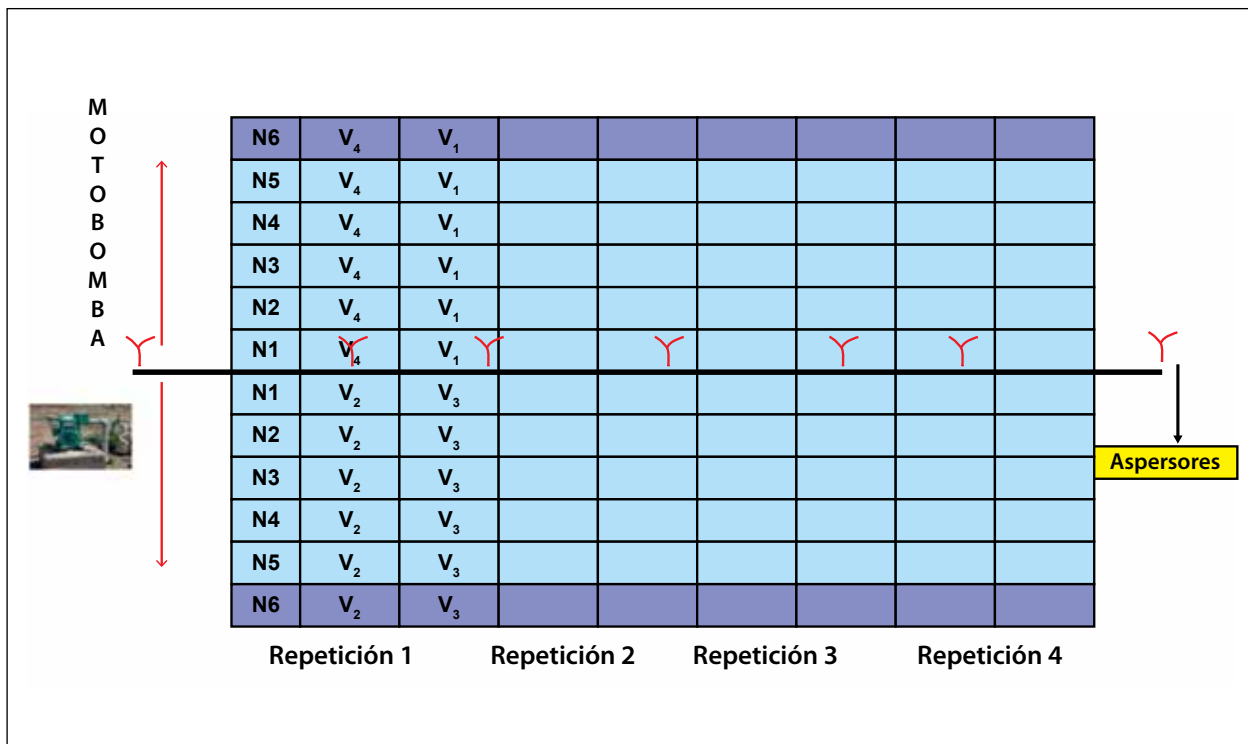 MOTOBOMBA
N6 V₄ V₁
N5 V₄ V₁
N4 V₄ V₁
N3 V₄ V₁
N2 V₄ V₁
N1 V₄ V₁
N1 V₂ V₃
N2 V₂ V₃
N3 V₂ V₃
N4 V₂ V₃
N5 V₂ V₃
N6 V₂ V₃
Aspersores
Repetición 1 Repetición 2 Repetición 3 Repetición 4